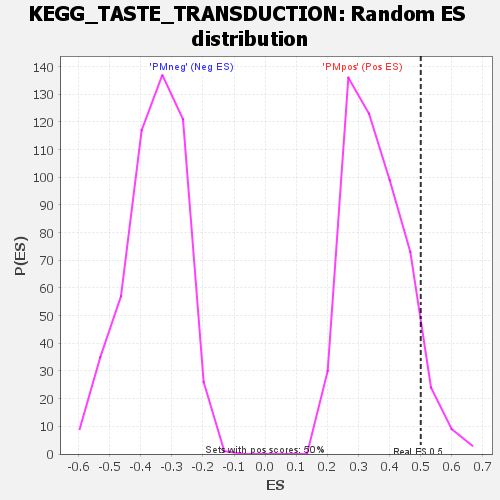 KEGG_TASTE_TRANSDUCTION: Random ES
distribution
'PMneg' (Neg ES)
'PMpos' (Pos ES)
140
130
120
110
100
90
80
70
60
50
40
30
20
10
0
P(ES)
Sets with pos scores: 50%
Real ES 0.5
-0.6 -0.5 -0.4 -0.3 -0.2 -0.1 0.0 0.1 0.2 0.3 0.4 0.5 0.6 0.7
ES